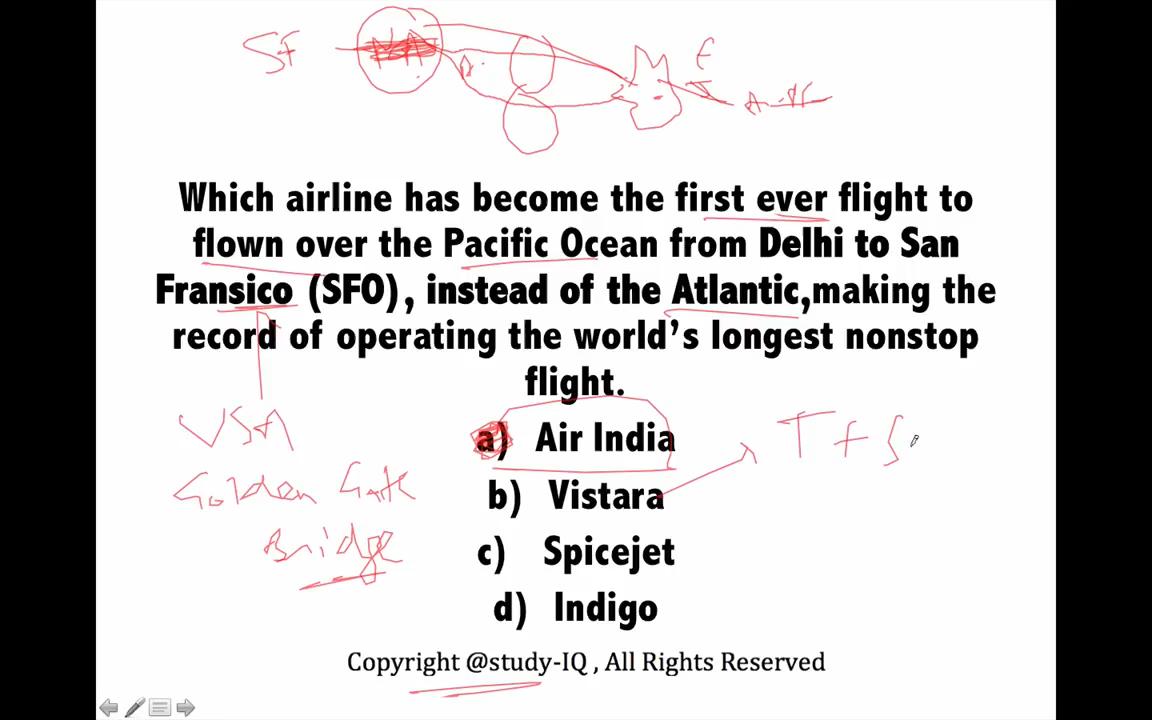 SF
Which airline has become the first ever flight to
flown over the Pacific Ocean from Delhi to San
Fransico (SFO), instead of the Atlantic,making the
record of operating the world's longest nonstop
flight.
USA
a) Air India
T + S
Golden Gate
b) Vistara
Bridge
c) Spicejet
d) Indigo
Copyright @study-IQ , All Rights Reserved